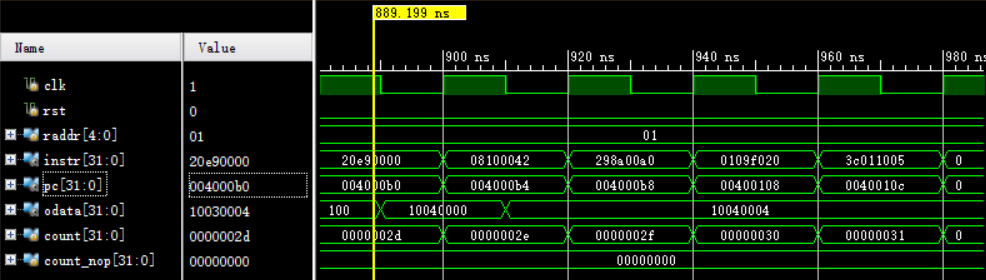 889.199 ns
Name Value
900 ns 920 ns 940 ns 960 ns 980 ns
clk 1
rst 0
raddr[4:0] 01 01
instr[31:0] 20e90000 20e90000 08100042 298a00a0 0109f020 3c011005 0
pc[31:0] 004000b0 004000b0 004000b4 004000b8 00400108 0040010c 0
odata[31:0] 10030004 100 10040000 10040004
count[31:0] 0000002d 0000002d 0000002e 0000002f 00000030 00000031 0
count_nop[31:0] 00000000 00000000